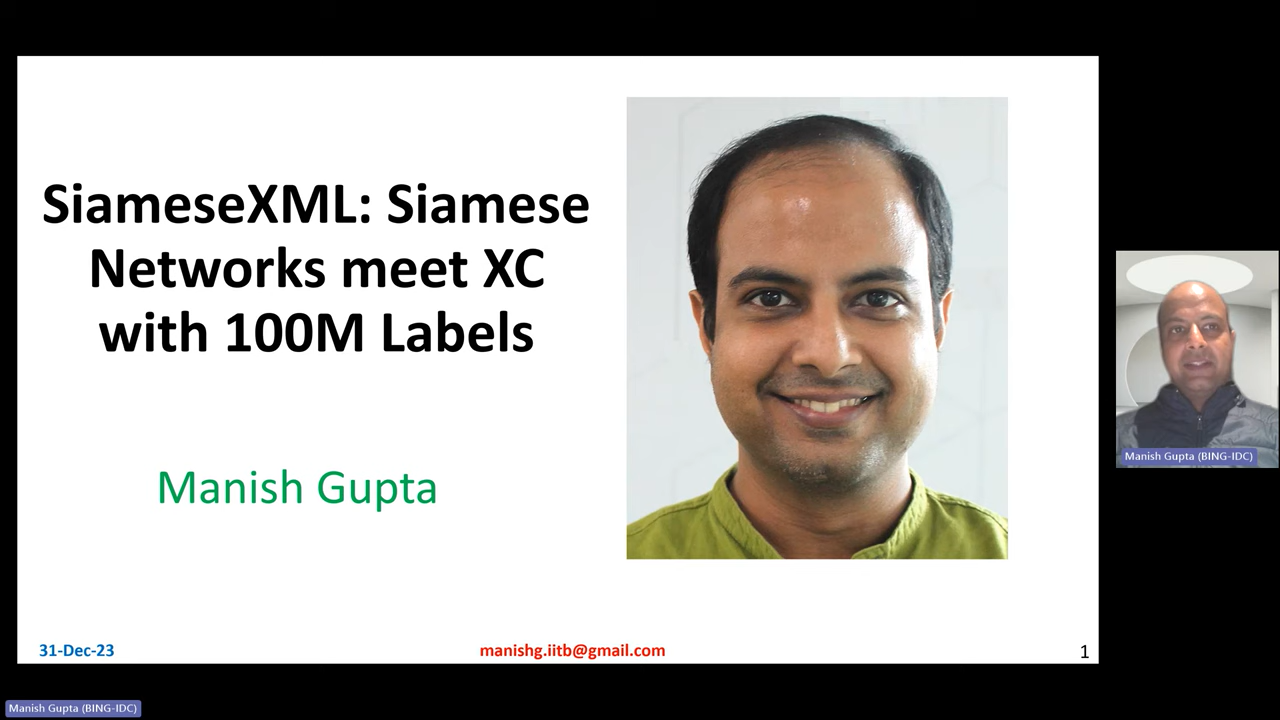 SiameseXML: Siamese
Networks meet XC
with 100M Labels
Manish Gupta
31-Dec-23
manishg.iitb@gmail.com
1
Manish Gupta (BING-IDC)
Manish Gupta (BING-IDC)